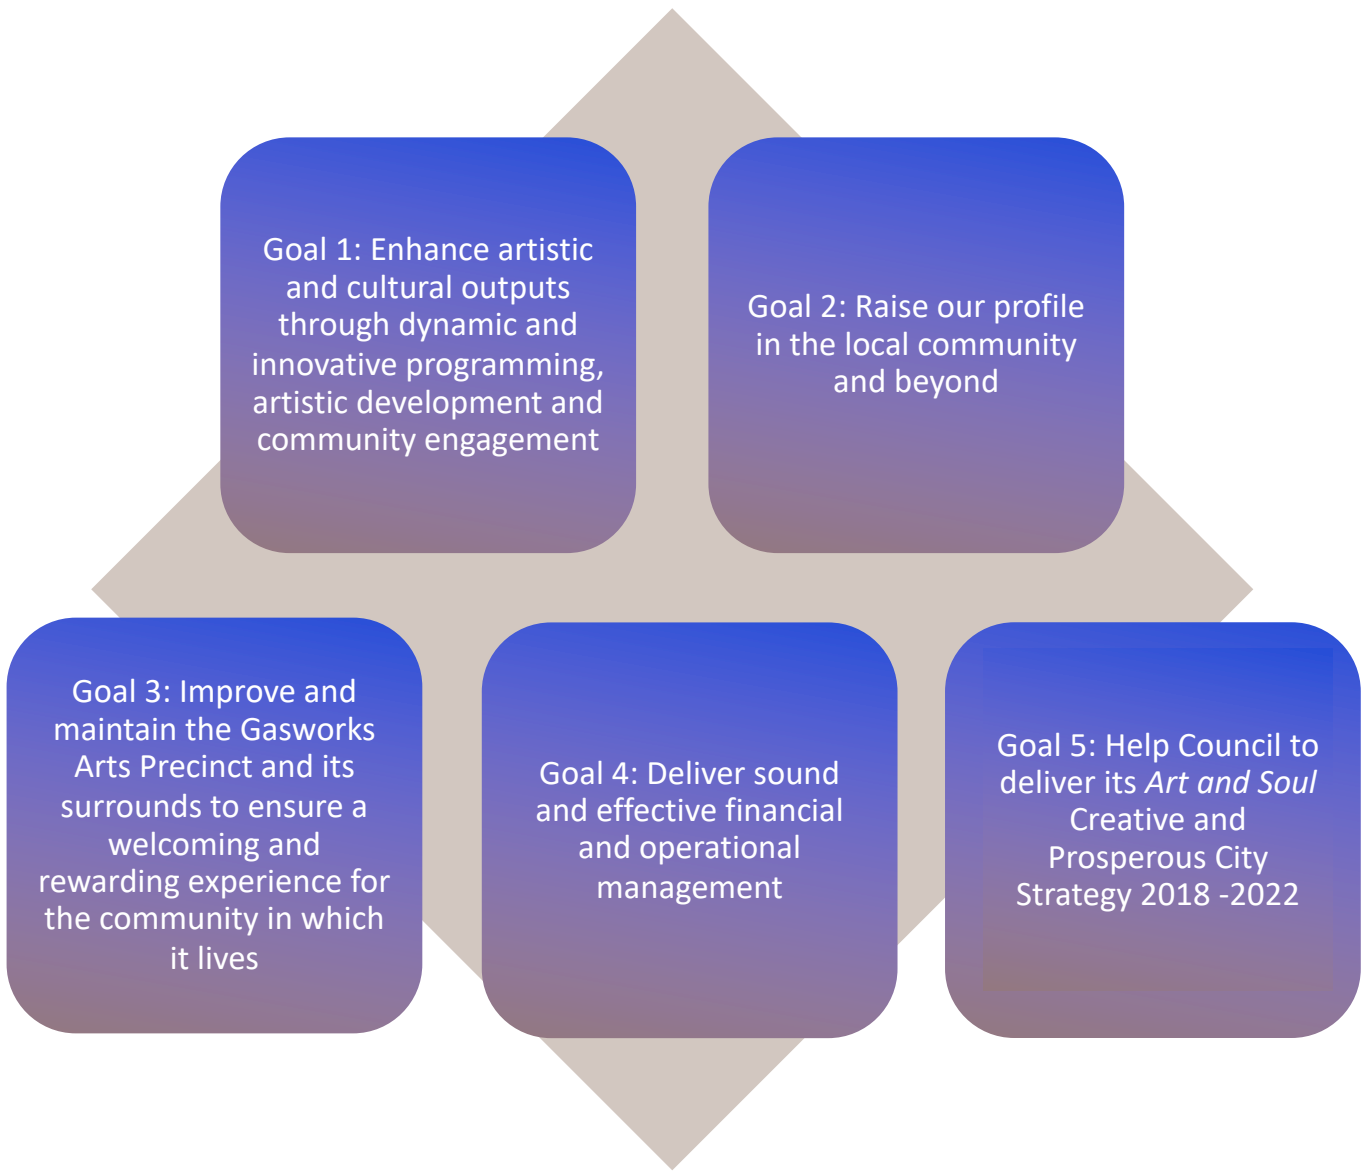 Goal 1: Enhance artistic
and cultural outputs
through dynamic and
innovative programming,
artistic development and
community engagement
Goal 2: Raise our profile
in the local community
and beyond
Goal 3: Improve and
maintain the Gasworks
Arts Precinct and its
surrounds to ensure a
welcoming and
rewarding experience for
the community in which
it lives
Goal 4: Deliver sound
and effective financial
and operational
management
Goal 5: Help Council to
deliver its Art and Soul
Creative and
Prosperous City
Strategy 2018 -2022